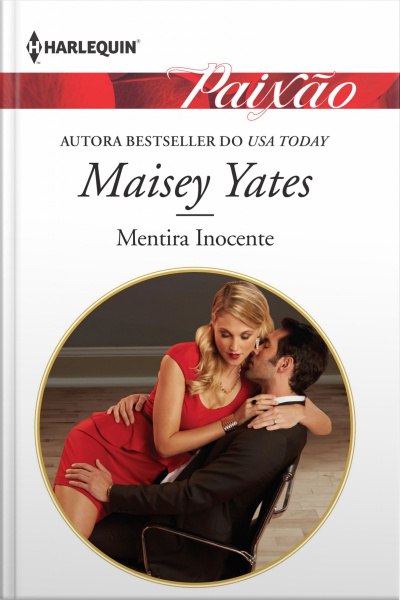 HARLEQUIN®
Paixão
AUTORA BESTSELLER DO USA TODAY
Maisey Yates
Mentira Inocente